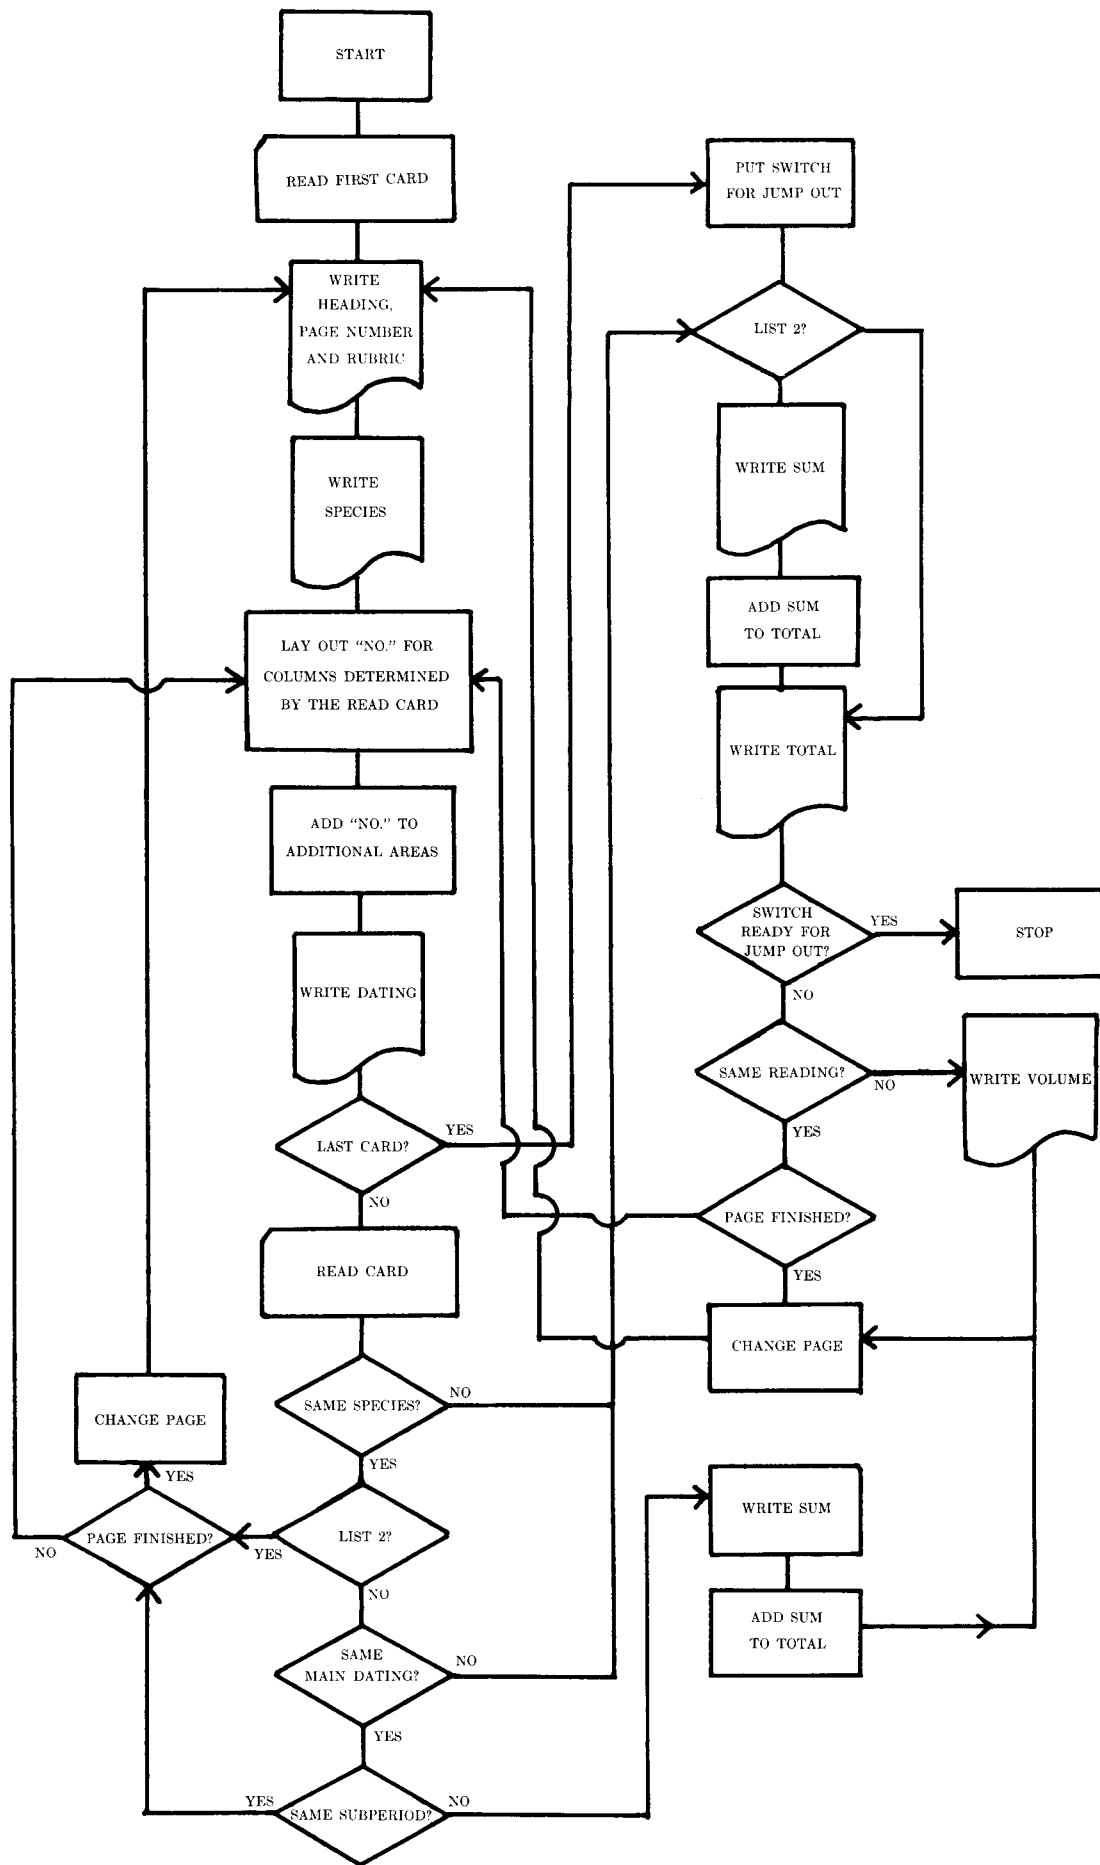 START
READ FIRST CARD
WRITE
HEADING,
PAGE NUMBER
AND RUBRIC
WRITE
SPECIES
LAY OUT “NO.” FOR
COLUMNS DETERMINED
BY THE READ CARD
ADD “NO.” TO
ADDITIONAL AREAS
WRITE DATING
LAST CARD?
YES
NO
READ CARD
SAME SPECIES?
NO
YES
LIST 2?
YES
NO
PAGE FINISHED?
YES
NO
CHANGE PAGE
SAME
MAIN DATING?
NO
YES
SAME SUBPERIOD?
YES
NO
PUT SWITCH
FOR JUMP OUT
LIST 2?
WRITE SUM
ADD SUM
TO TOTAL
WRITE TOTAL
SWITCH
READY FOR
JUMP OUT?
YES
STOP
NO
SAME READING?
NO
WRITE VOLUME
YES
PAGE FINISHED?
YES
CHANGE PAGE
WRITE SUM
ADD SUM
TO TOTAL